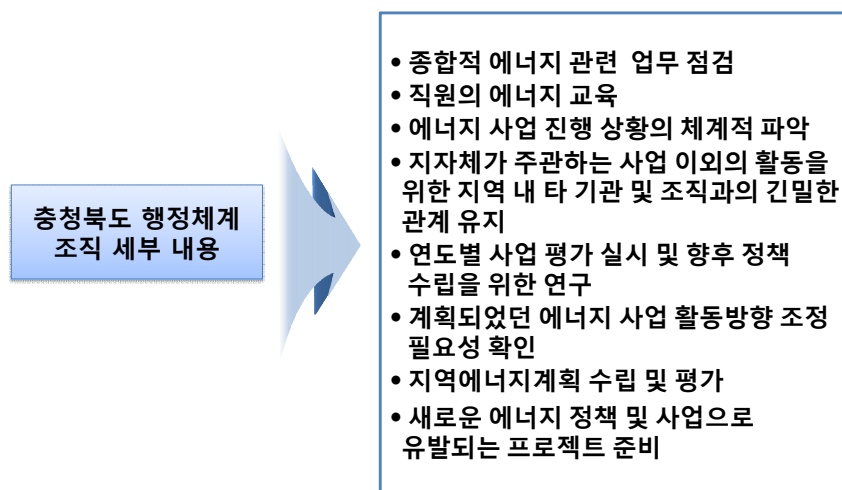 충청북도 행정체계
조직 세부 내용
• 종합적 에너지 관련 업무 점검
• 직원의 에너지 교육
• 에너지 사업 진행 상황의 체계적 파악
• 지자체가 주관하는 사업 이외의 활동을
위한 지역 내 타 기관 및 조직과의 긴밀한
관계 유지
• 연도별 사업 평가 실시 및 향후 정책
수립을 위한 연구
• 계획되었던 에너지 사업 활동방향 조정
필요성 확인
• 지역에너지계획 수립 및 평가
• 새로운 에너지 정책 및 사업으로
유발되는 프로젝트 준비